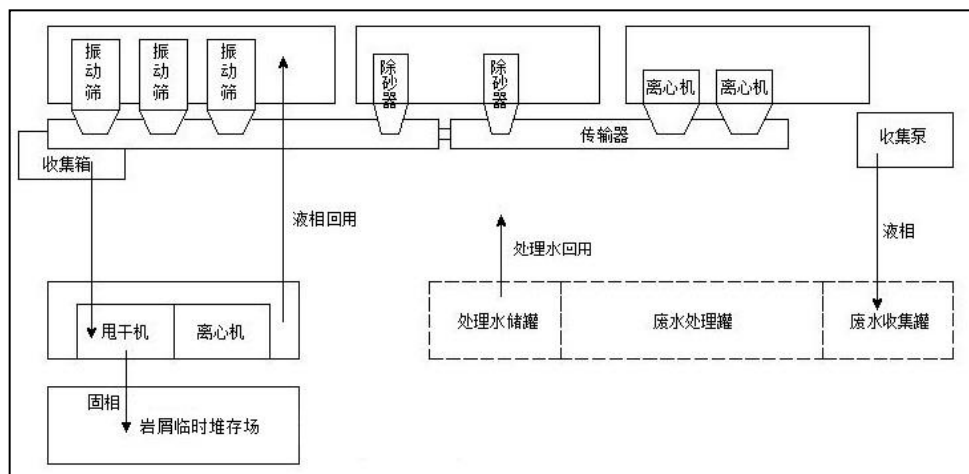 振动筛
振动筛
振动筛
除砂器
除砂器
离心机
离心机
传输器
收集箱
收集泵
液相回用
处理水回用
液相
甩干机
离心机
处理水储罐
废水处理罐
废水收集罐
固相
岩屑临时堆存场